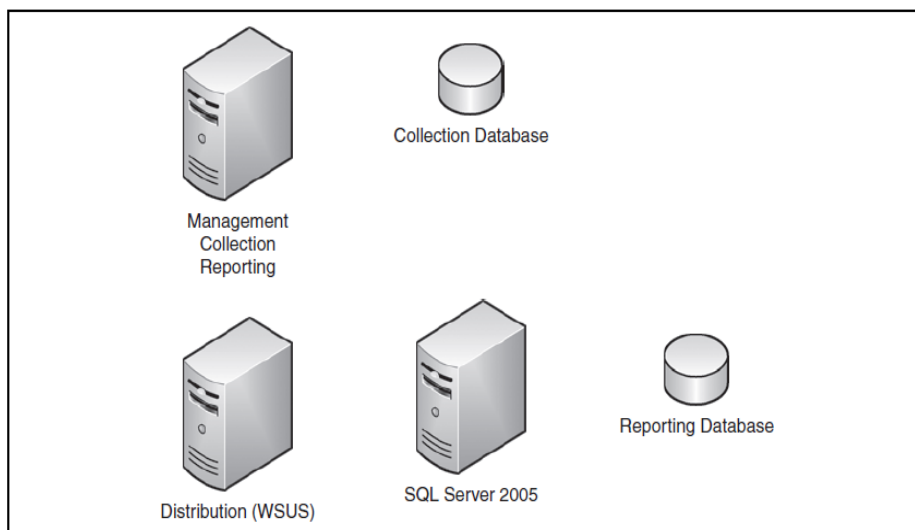 Collection Database
Management
Collection
Reporting
Reporting Database
SQL Server 2005
Distribution (WSUS)